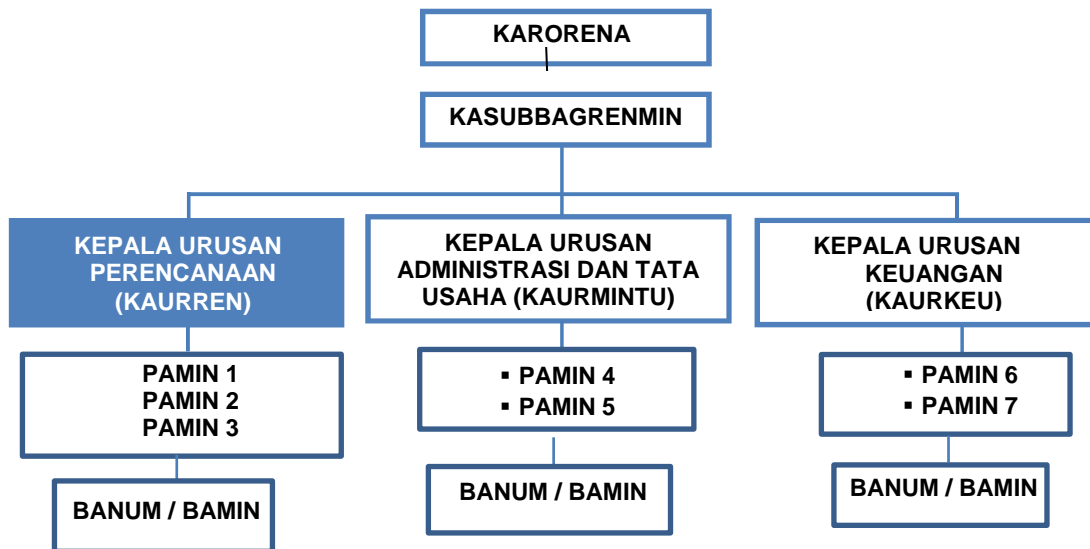 KARORENA
KASUBBAGRENMIN
KEPALA URUSAN
PERENCANAAN
(KAURREN)
KEPALA URUSAN
ADMINISTRASI DAN TATA
USAHA (KAURMINTU)
KEPALA URUSAN
KEUANGAN
(KAURKEU)
PAMIN 1
PAMIN 2
PAMIN 3
▪ PAMIN 4
▪ PAMIN 5
▪ PAMIN 6
▪ PAMIN 7
BANUM / BAMIN
BANUM / BAMIN
BANUM / BAMIN